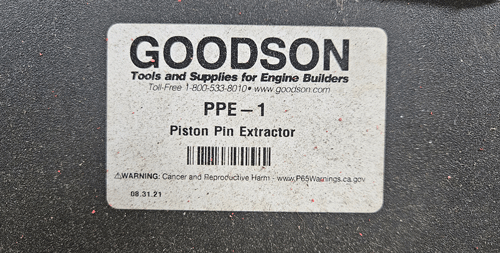 GOODSON
Tools and Supplies for Engine Builders
Toll-Free 1-800-533-8010• www.goodson.com
PPE-1
Piston Pin Extractor
⚠WARNING: Cancer and Reproductive Harm - www.P65Warnings.ca.gov
08.31.21